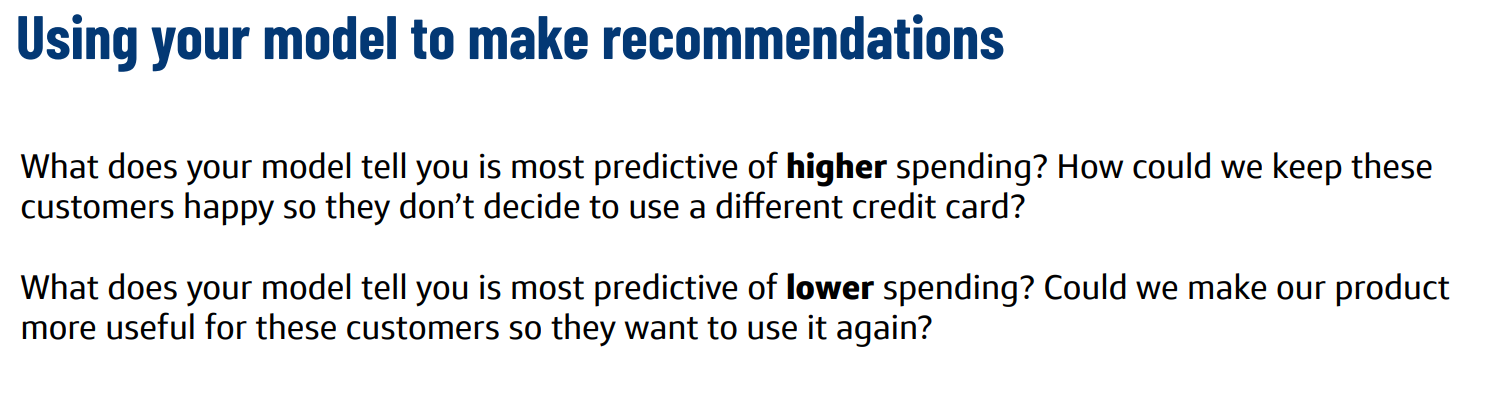 Using your model to make recommendations
What does your model tell you is most predictive of higher spending? How could we keep these
customers happy so they don’t decide to use a different credit card?
What does your model tell you is most predictive of lower spending? Could we make our product
more useful for these customers so they want to use it again?